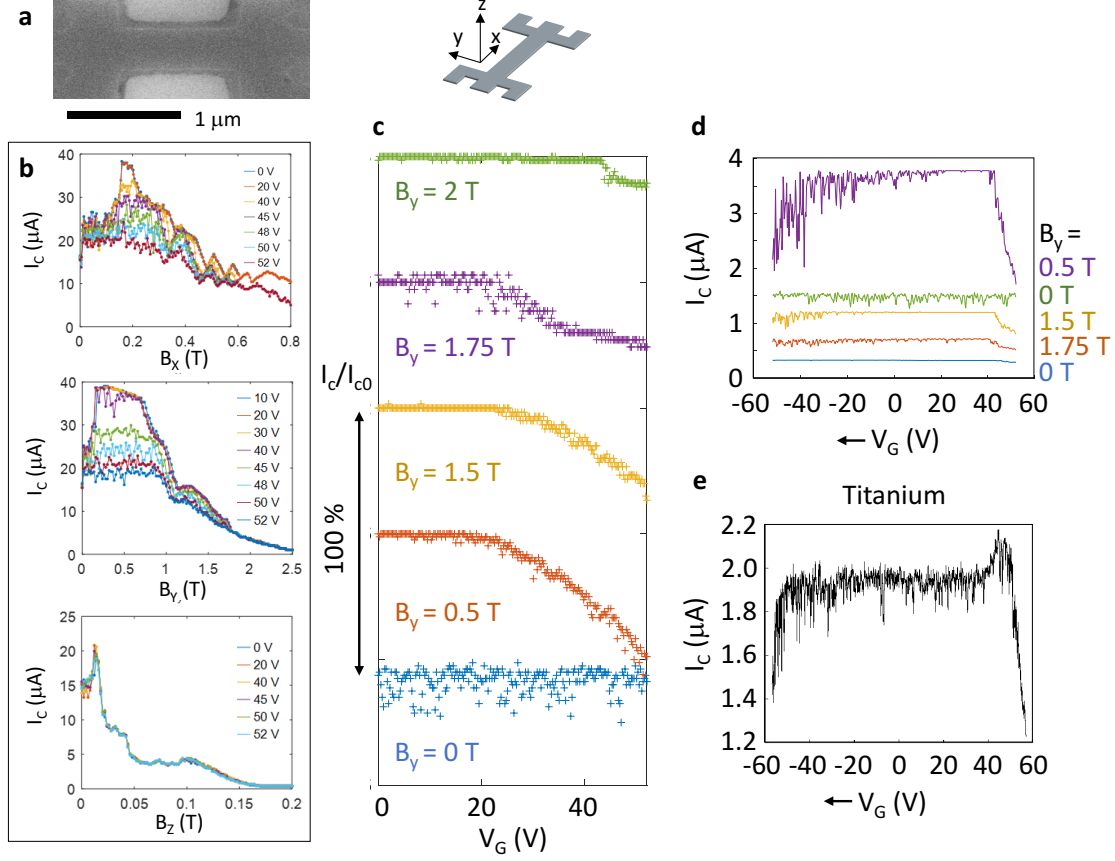 a
1 μm
z
y
x
b
40
30
20
10
0
I_C (μA)
0 V
20 V
40 V
45 V
48 V
50 V
52 V
0
0.2
0.4
0.6
0.8
B_X (T)
40
30
20
10
0
I_C (μA)
10 V
20 V
30 V
40 V
45 V
48 V
50 V
52 V
0
0.5
1.0
1.5
2.0
2.5
B_Y, (T)
25
20
15
10
5
0
I_C (μA)
0 V
20 V
40 V
45 V
50 V
52 V
0
0.05
0.1
0.15
0.2
B_Z (T)
c
B_y = 2 T
B_y = 1.75 T
I_c/I_c0
100 %
B_y = 1.5 T
B_y = 0.5 T
B_y = 0 T
0
20
40
V_G (V)
d
4
3
2
1
0
I_C (μA)
B_y =
0.5 T
0 T
1.5 T
1.75 T
0 T
-60
-40
-20
0
20
40
60
← V_G (V)
e
Titanium
2.2
2.0
1.8
1.6
1.4
1.2
I_C (μA)
-60
-40
-20
0
20
40
60
← V_G (V)